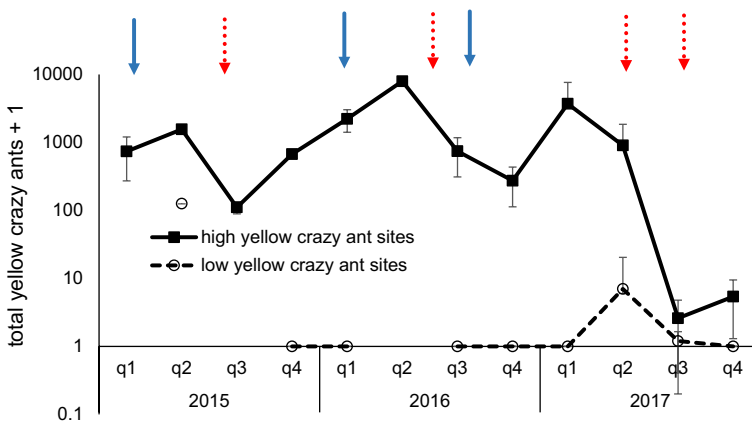 total yellow crazy ants + 1
10000
1000
100
10
1
0.1
high yellow crazy ant sites
low yellow crazy ant sites
q1 q2 q3 q4 q1 q2 q3 q4 q1 q2 q3 q4
2015 2016 2017